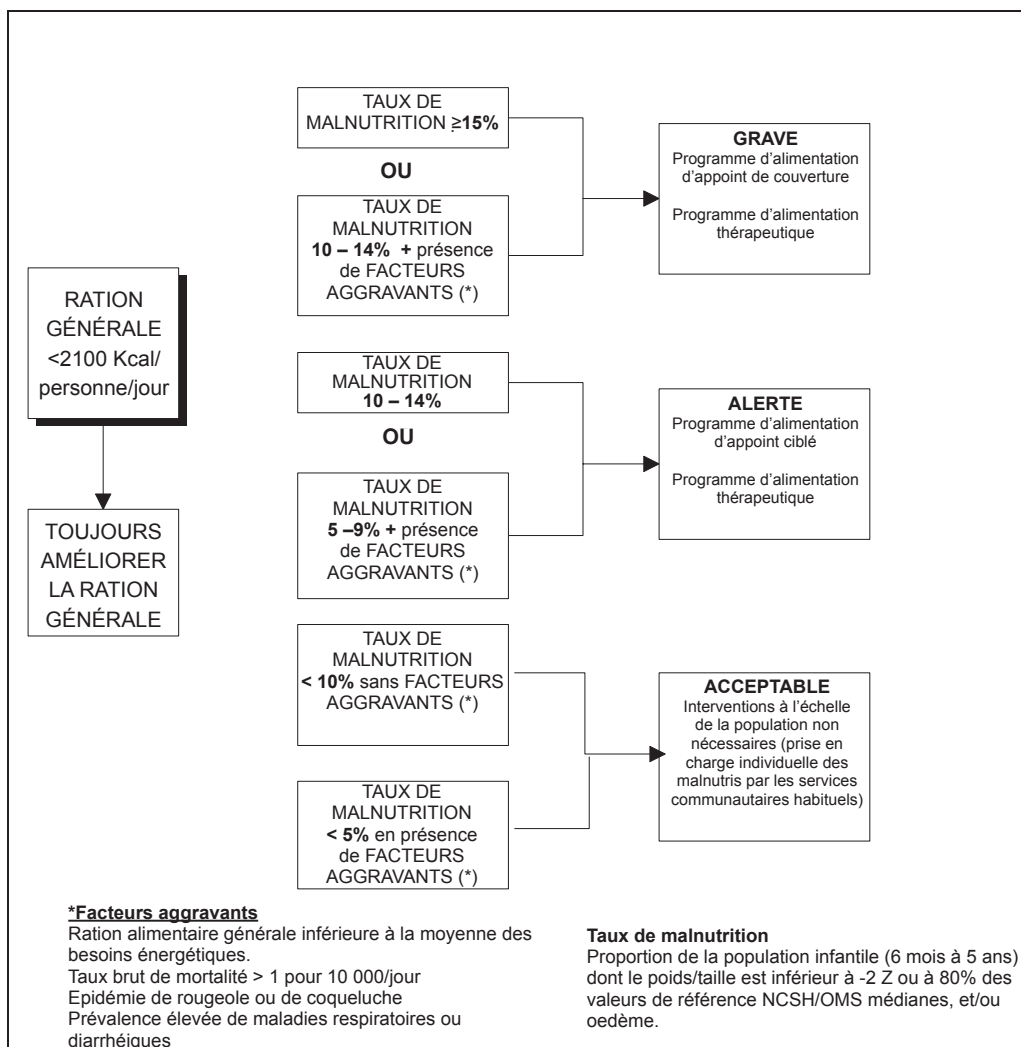 RATION
GÉNÉRALE
<2100 Kcal/
personne/jour
TOUJOURS
AMÉLIORER
LA RATION
GÉNÉRALE
TAUX DE
MALNUTRITION ≥15%
OU
TAUX DE
MALNUTRITION
10 – 14% + présence
de FACTEURS
AGGRAVANTS (*)
GRAVE
Programme d'alimentation
d'appoint de couverture
Programme d'alimentation
thérapeutique
TAUX DE
MALNUTRITION
10 – 14%
OU
TAUX DE
MALNUTRITION
5 –9% + présence
de FACTEURS
AGGRAVANTS (*)
ALERTE
Programme d'alimentation
d'appoint ciblé
Programme d'alimentation
thérapeutique
TAUX DE
MALNUTRITION
< 10% sans FACTEURS
AGGRAVANTS (*)
TAUX DE
MALNUTRITION
< 5% en présence
de FACTEURS
AGGRAVANTS (*)
ACCEPTABLE
Interventions à l'échelle
de la population non
nécessaires (prise en
charge individuelle des
malnutris par les services
communautaires habituels)
*Facteurs aggravants
Ration alimentaire générale inférieure à la moyenne des
besoins énergétiques.
Taux brut de mortalité > 1 pour 10 000/jour
Epidémie de rougeole ou de coqueluche
Prévalence élevée de maladies respiratoires ou
diarrhéiques
Taux de malnutrition
Proportion de la population infantile (6 mois à 5 ans)
dont le poids/taille est inférieur à -2 Z ou à 80% des
valeurs de référence NCSH/OMS médianes, et/ou
oedème.